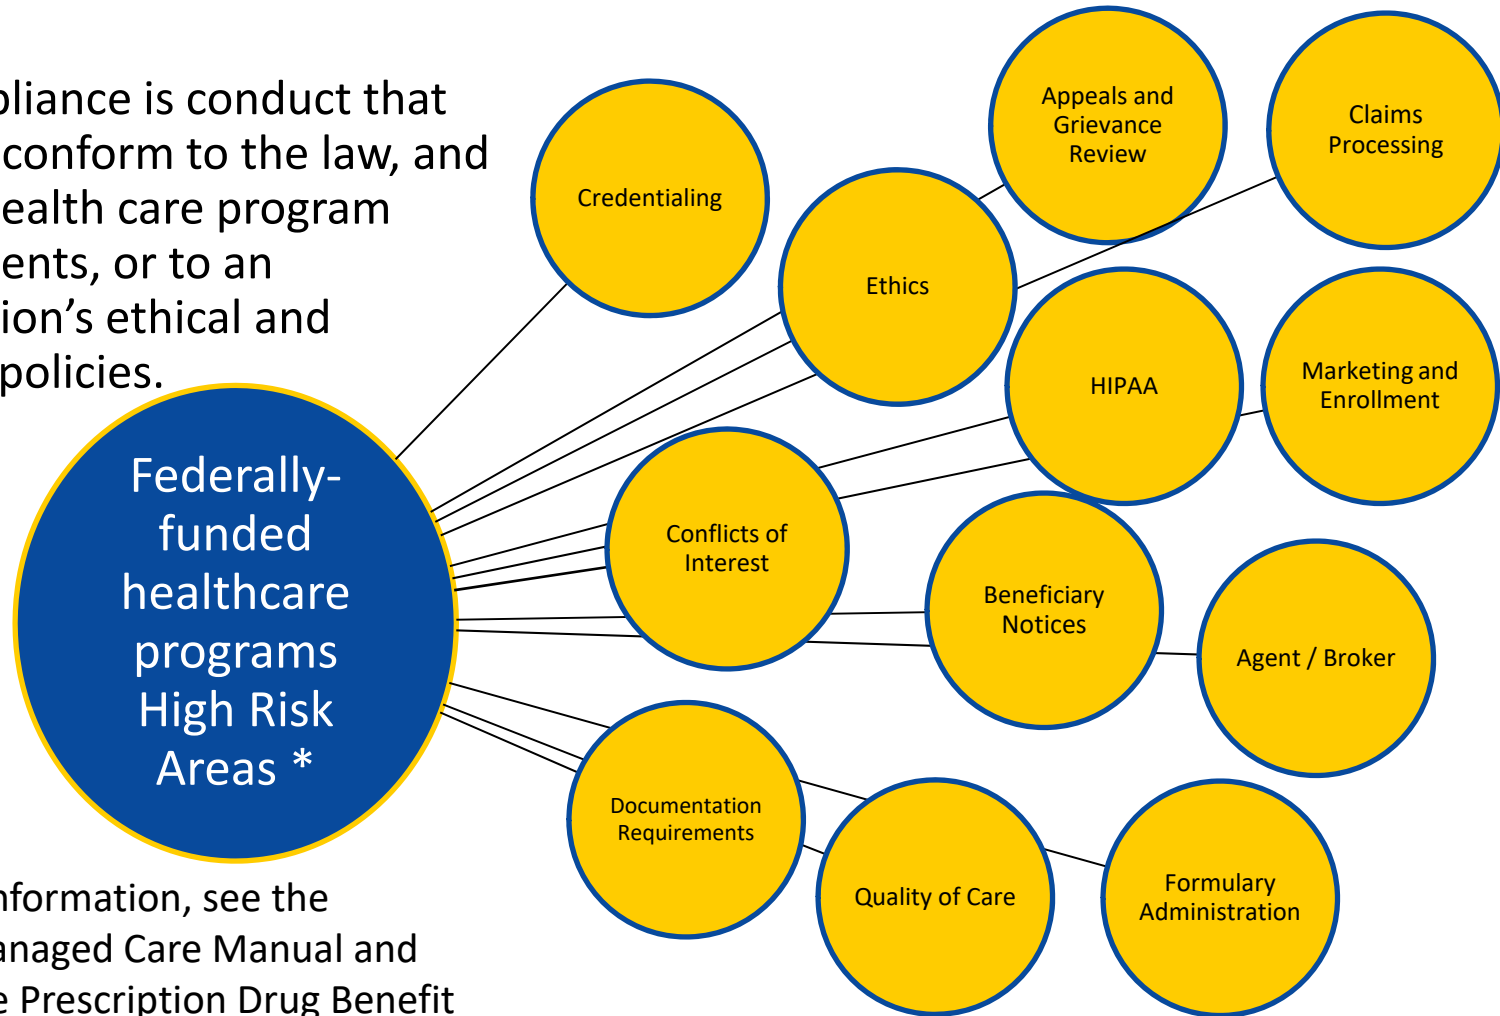 pliance is conduct that
conform to the law, and
ealth care program
ents, or to an
ion’s ethical and
policies.
Federally-
funded
healthcare
programs
High Risk
Areas *
nformation, see the
anaged Care Manual and
e Prescription Drug Benefit
Credentialing
Ethics
Appeals and
Grievance
Review
Claims
Processing
HIPAA
Marketing and
Enrollment
Conflicts of
Interest
Beneficiary
Notices
Agent / Broker
Documentation
Requirements
Quality of Care
Formulary
Administration